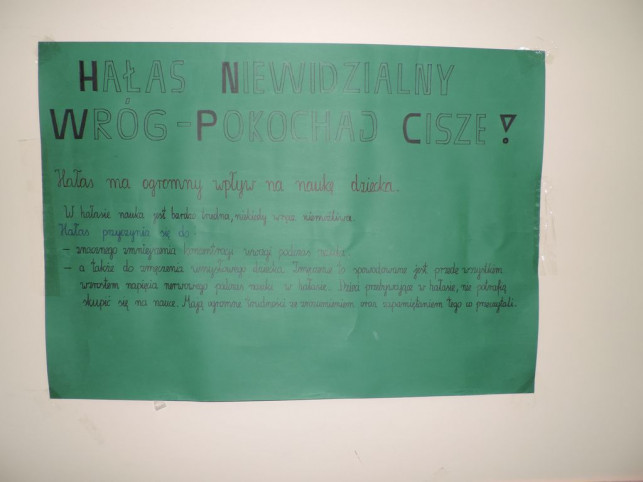 HAŁAS NIEWIDZIALNY
WRÓG-POKOCHAJ CISZĘ!
Hałas ma ogromny wpływ na naukę dziecka.
W hałasie nauka jest bardzo trudna, niekiedy wręcz niemożliwa.
Hałas przyczynia się do
- znacznego zmniejszenia koncentracji uwagi podczas nauki
- a także do zmęczenia umysłowego dziecka. Zmęczenie to spowodowane jest przede wszystkim
wzrostem napięcia nerwowego podczas nauki w hałasie. Dzieci przebywające w hałasie, nie potrafią
skupić się na nauce. Mają ogromne trudności ze zrozumieniem oraz zapamiętaniem tego co przeczytali.